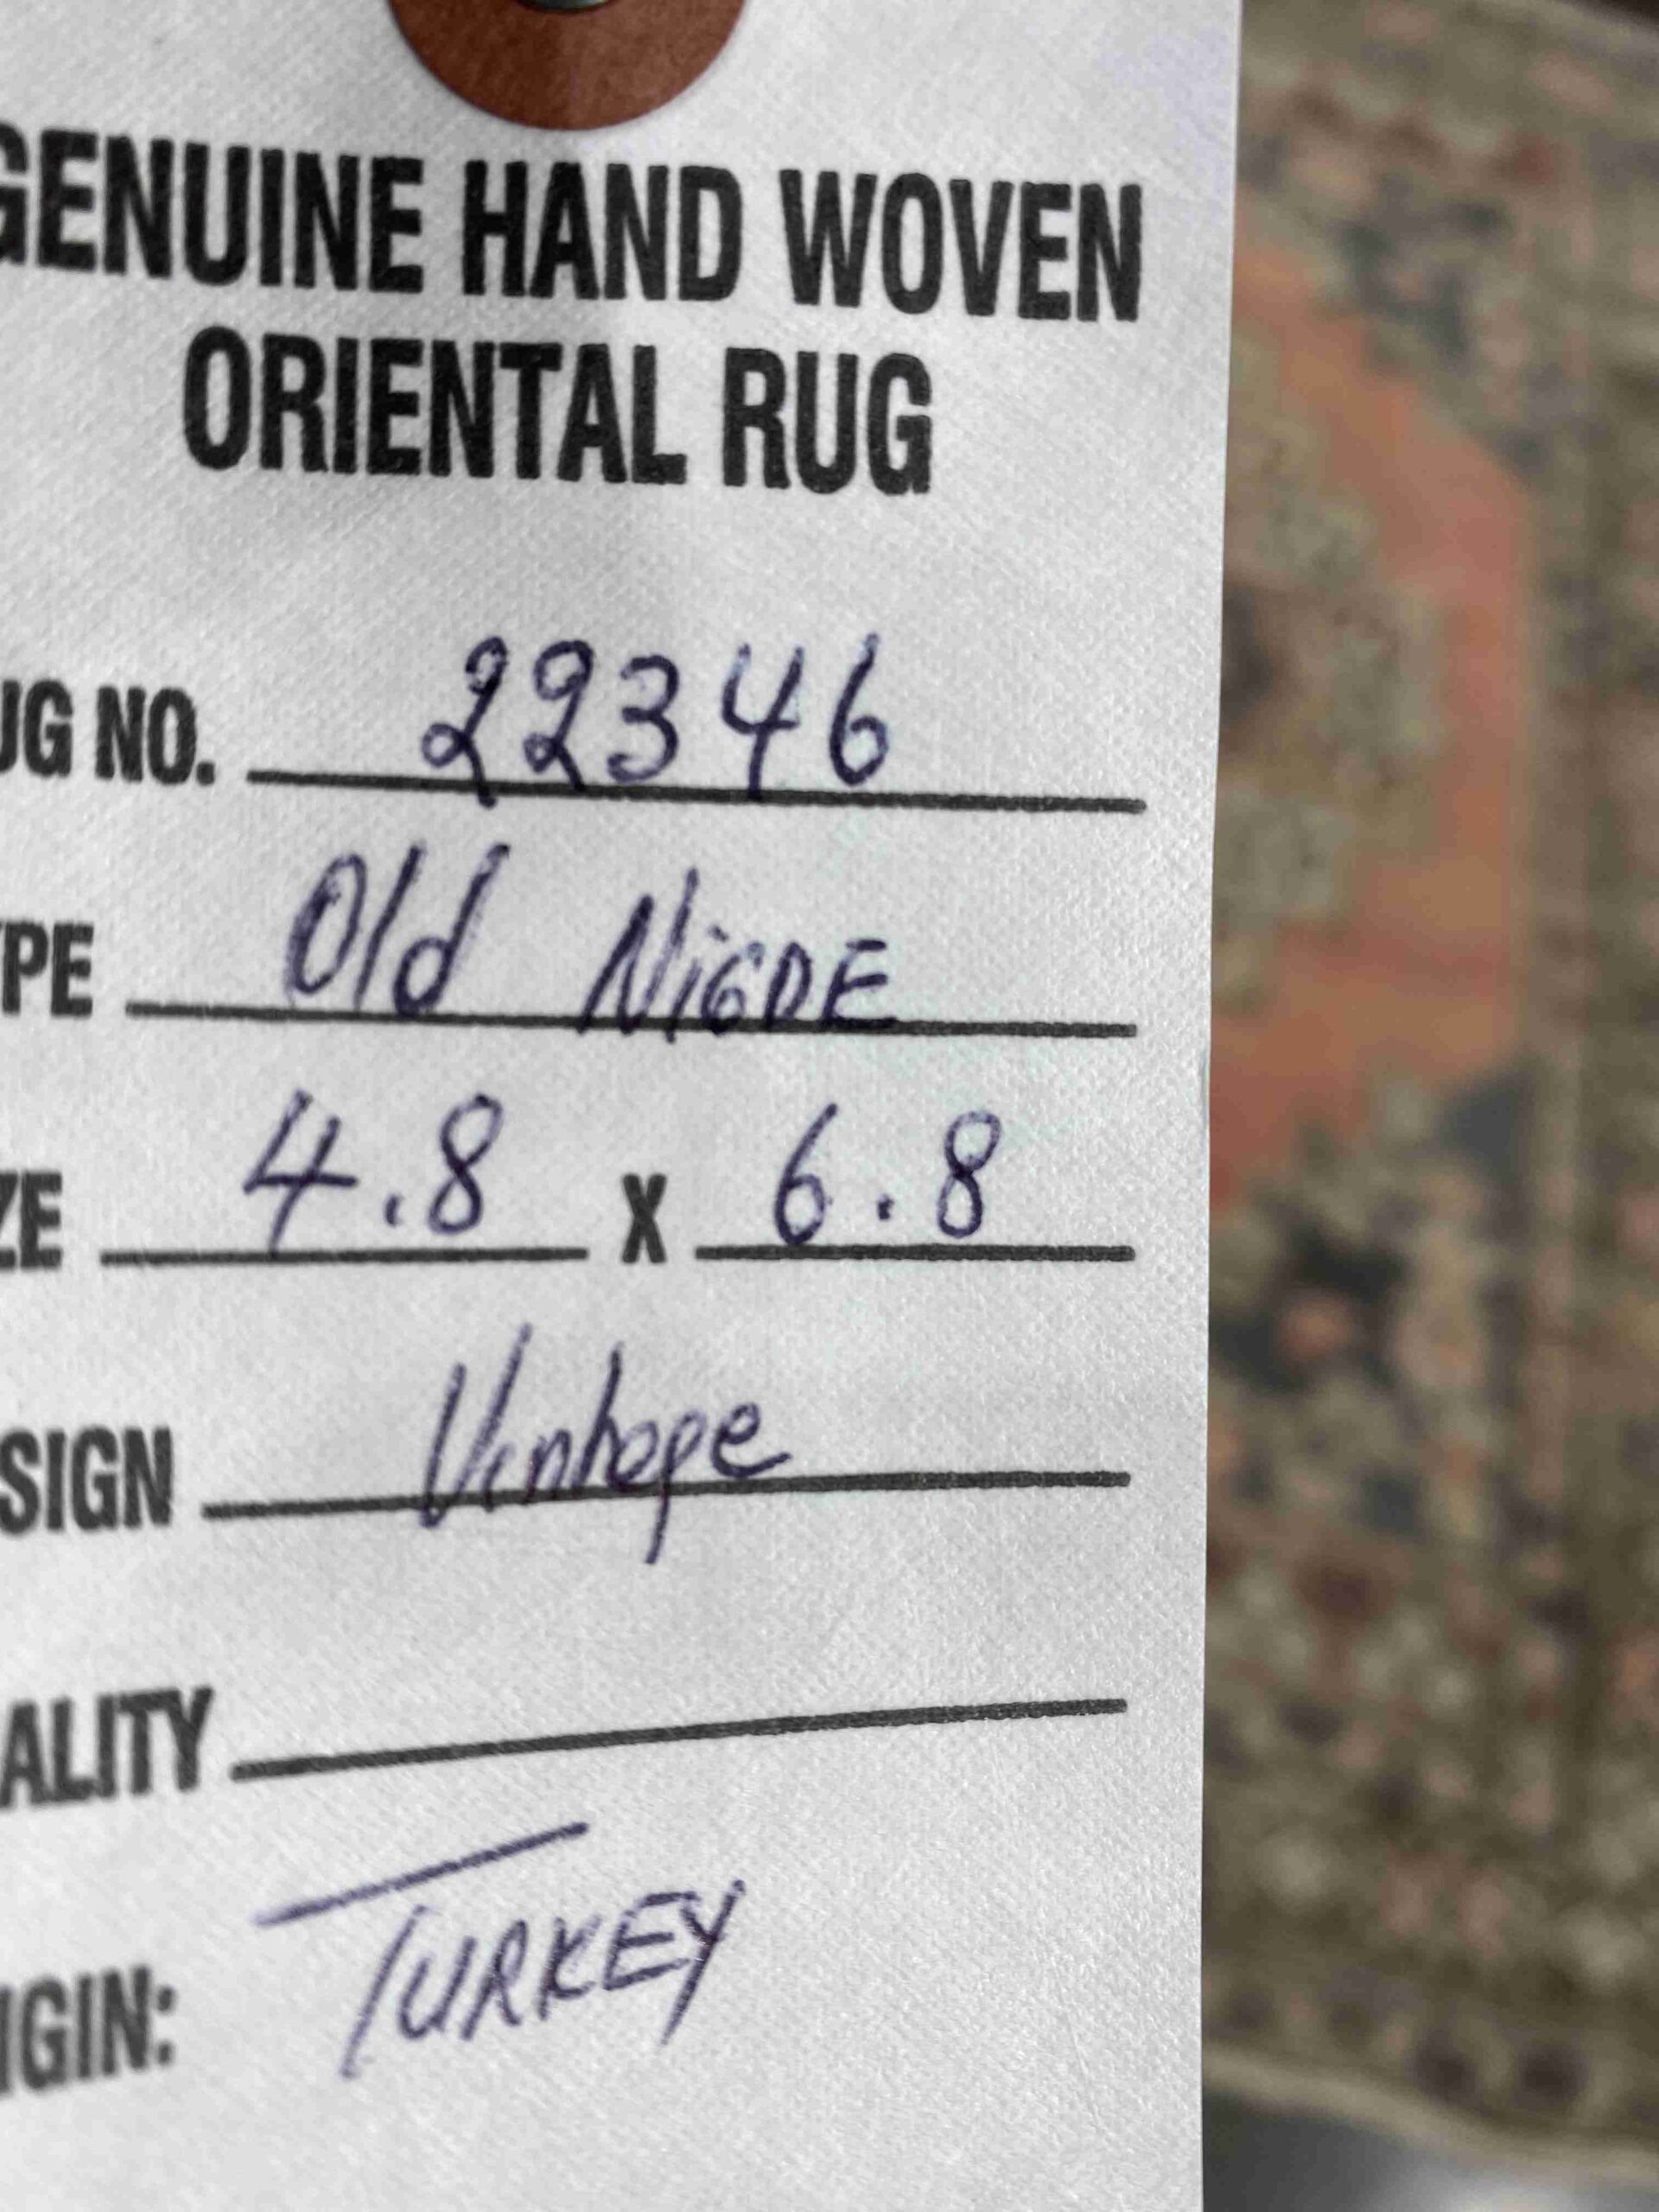 GENUINE HAND WOVEN
ORIENTAL RUG
UG NO. 22346
YPE Old NiGDE
ZE 4.8 X 6.8
SIGN Vintage
ALITY
IGIN: TURKEY